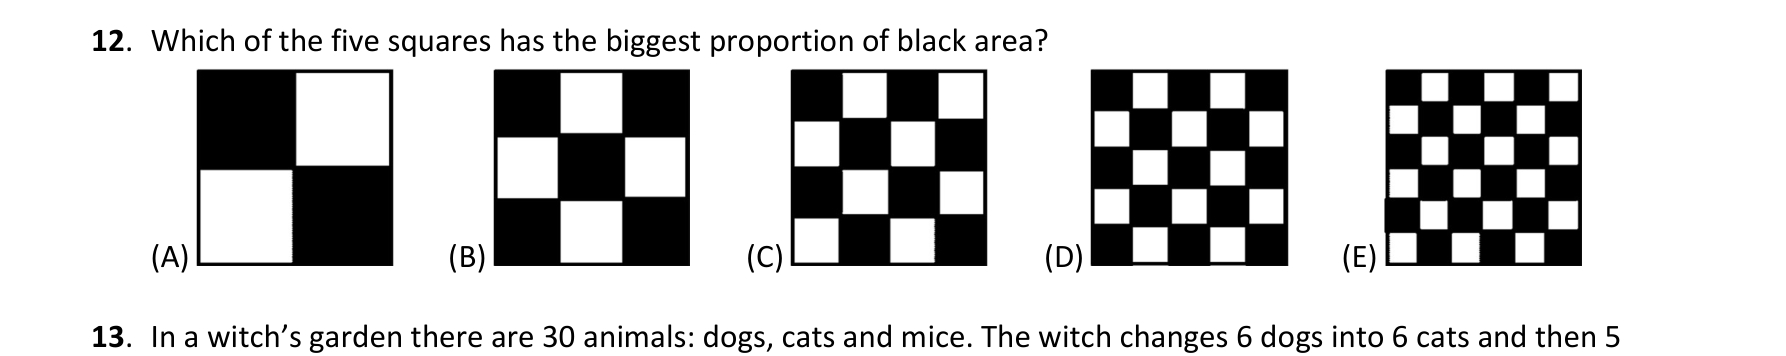 12. Which of the five squares has the biggest proportion of black area?
(A) (B) (C) (D) (E)
13. In a witch’s garden there are 30 animals: dogs, cats and mice. The witch changes 6 dogs into 6 cats and then 5